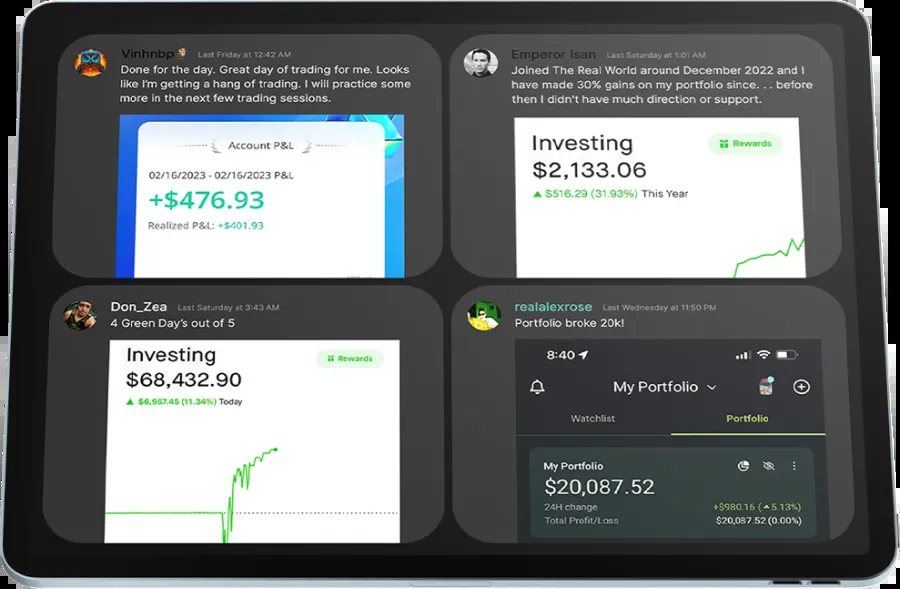 Vinhnbp Last Friday at 12:42 AM
Done for the day. Great day of trading for me. Looks
like I'm getting a hang of trading. I will practice some
more in the next few trading sessions.
Account P&L
02/16/2023 - 02/16/2023 P&L
+$476.93
Realized P&L: +$401.93
Emperor Isan Last Saturday at 1:01 AM
Joined The Real World around December 2022 and I
have made 30% gains on my portfolio since. . . before
then I didn't have much direction or support.
Investing
Rewards
$2,133.06
▲ $516.29 (31.93%) This Year
Don_Zea Last Saturday at 3:43 AM
4 Green Day's out of 5
Investing
Rewards
$68,432.90
▲ $6,967.45 (11.34%) Today
realalexrose Last Wednesday at 11:50 PM
Portfolio broke 20k!
8:40
My Portfolio
Watchlist Portfolio
My Portfolio
$20,087.52
24H change +$980.16 (▲5.13%)
Total Profit/Loss $20,087.52 (0.00%)